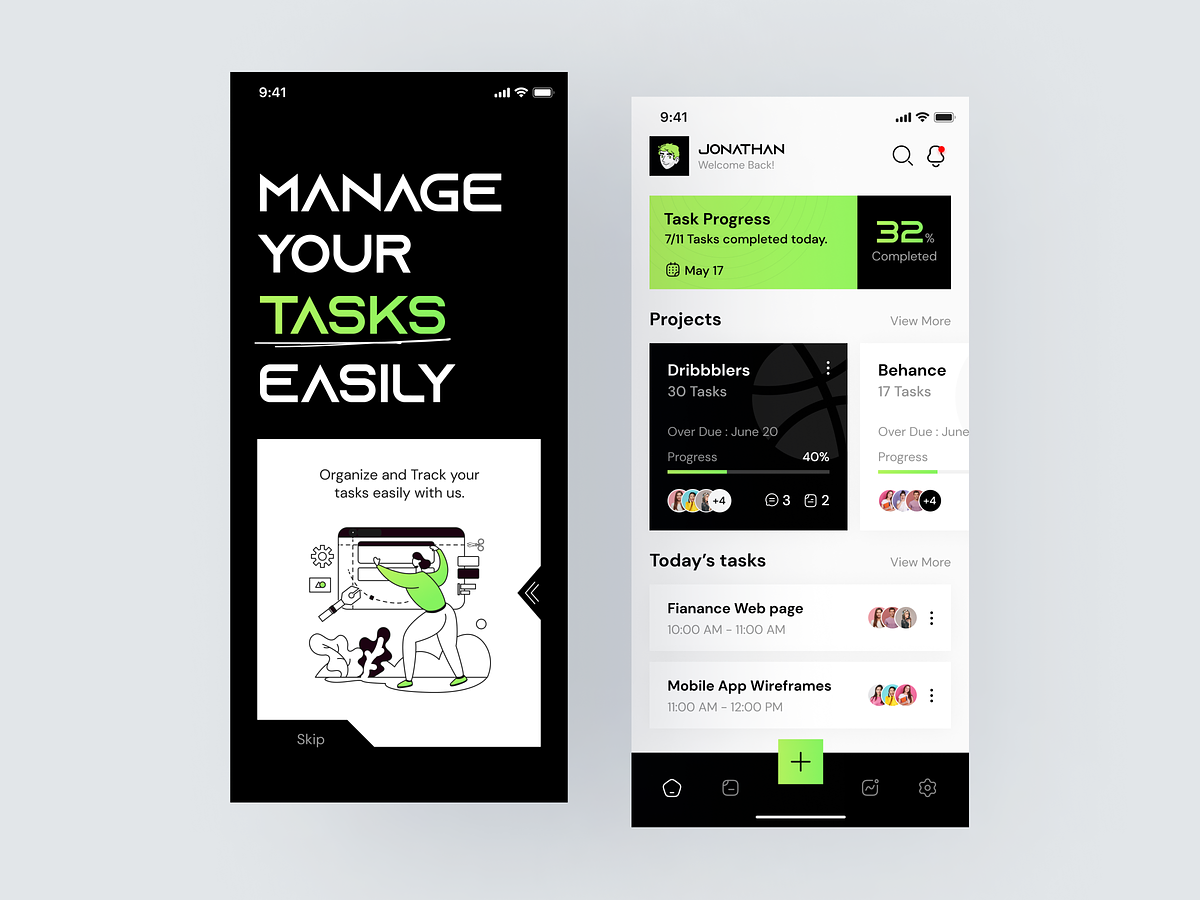 9:41
MANAGE
YOUR
TASKS
EASILY
Organize and Track your
tasks easily with us.
Skip
9:41
JONATHAN
Welcome Back!
Task Progress
7/11 Tasks completed today.
May 17
32%
Completed
Projects
View More
Dribbblers
30 Tasks
Over Due : June 20
Progress
40%
+4
3
2
Behance
17 Tasks
Over Due : June
Progress
+4
Today's tasks
View More
Fianance Web page
10:00 AM - 11:00 AM
Mobile App Wireframes
11:00 AM - 12:00 PM